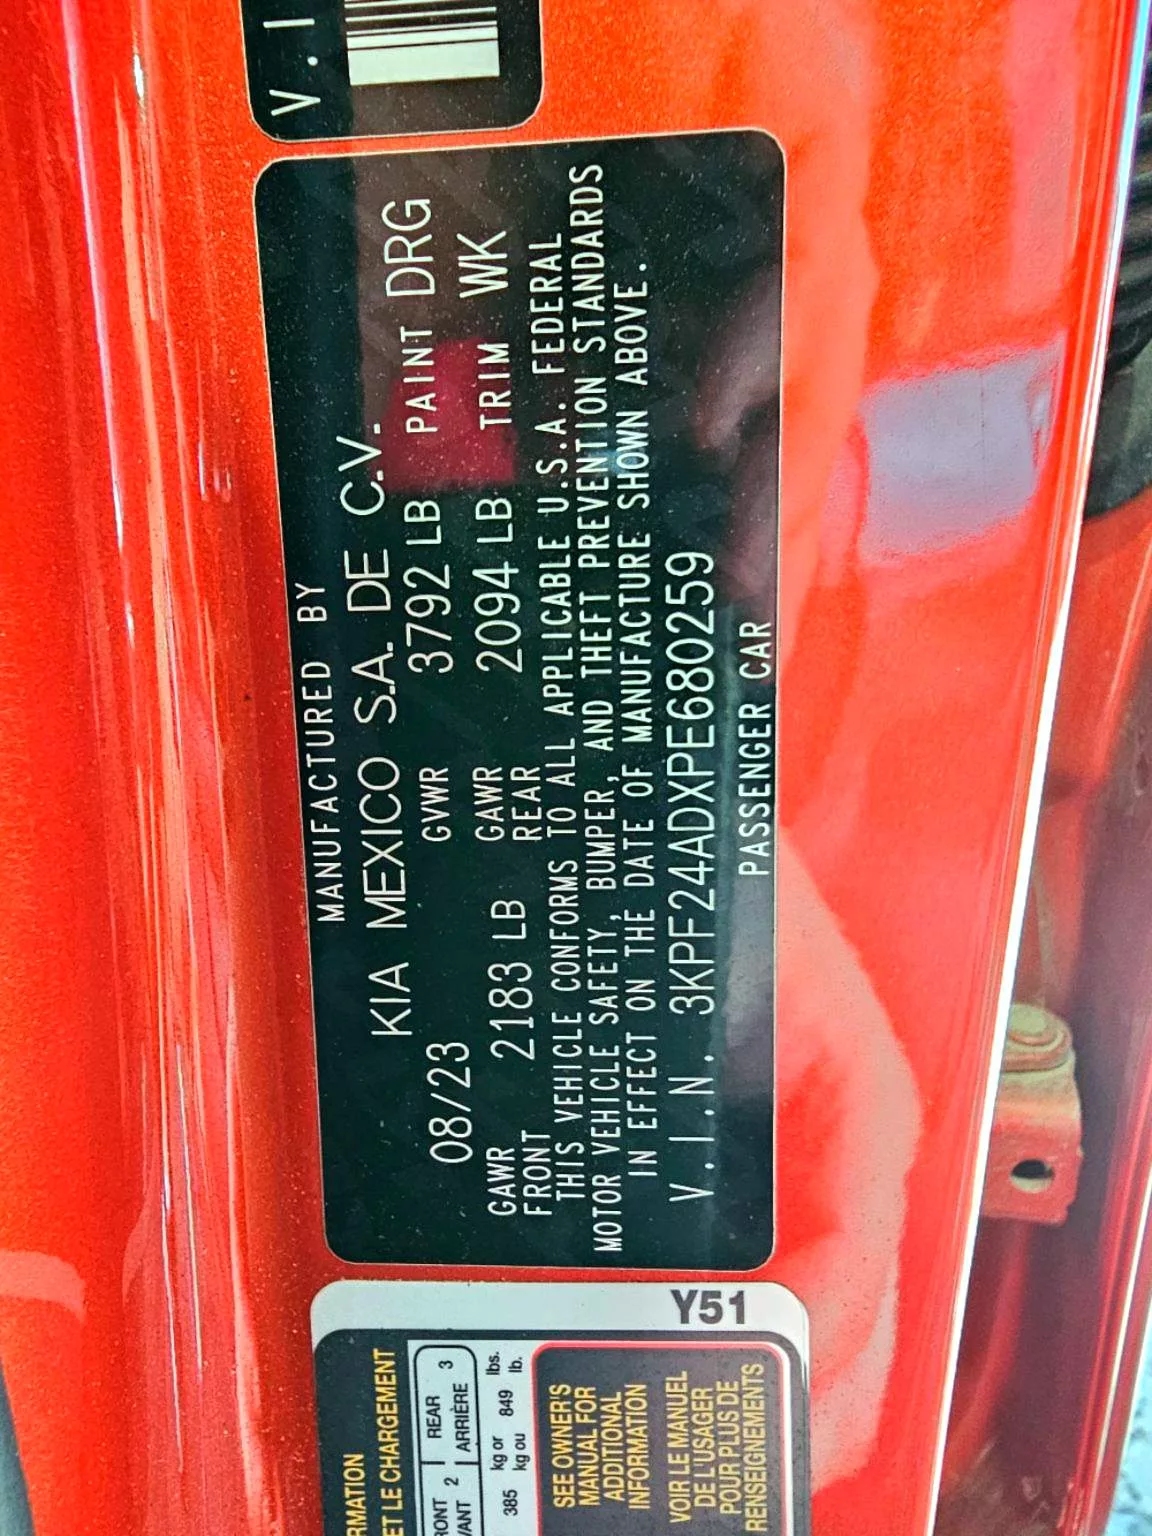 V.I
MANUFACTURED BY
KIA MEXICO S.A. DE C.V.
08/23 GVWR 3792 LB PAINT DRG
GAWR FRONT 2183 LB GAWR REAR 2094 LB TRIM WK
THIS VEHICLE CONFORMS TO ALL APPLICABLE U.S.A. FEDERAL
MOTOR VEHICLE SAFETY, BUMPER, AND THEFT PREVENTION STANDARDS
IN EFFECT ON THE DATE OF MANUFACTURE SHOWN ABOVE.
V.I.N. 3KPF24ADXPE680259
PASSENGER CAR
Y51
ET LE CHARGEMENT
2 REAR 3
ARRIÈRE
385 kg or 849 lbs.
kg ou lb.
SEE OWNER'S
MANUAL FOR
ADDITIONAL
INFORMATION
VOIR LE MANUEL
DE L'USAGER
POUR PLUS DE
RENSEIGNEMENTS